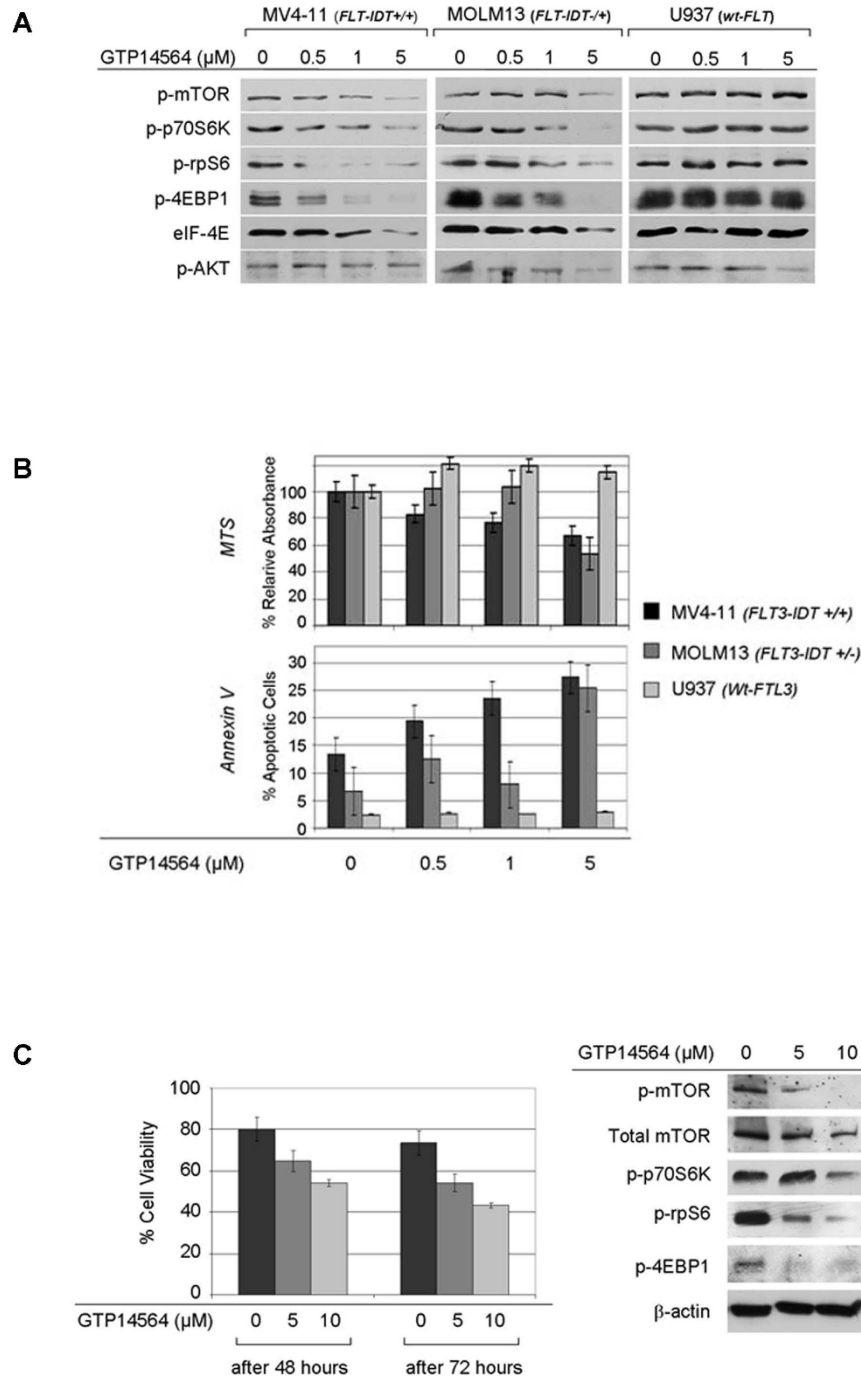 A
MV4-11 (FLT-IDT+/+) MOLM13 (FLT-IDT-/+) U937 (wt-FLT)
GTP14564 (µM) 0 0.5 1 5 0 0.5 1 5 0 0.5 1 5
p-mTOR
p-p70S6K
p-rpS6
p-4EBP1
eIF-4E
p-AKT
B
MTS
% Relarive Absorbance
100
80
60
40
20
0
MV4-11 (FLT3-IDT +/+)
MOLM13 (FLT3-IDT +/-)
U937 (Wt-FTL3)
Annexin V
% Apoptotic Cells
30
25
20
15
10
5
0
GTP14564 (µM) 0 0.5 1 5
C
% Cell Viability
100
80
60
40
20
0
GTP14564 (µM) 0 5 10 0 5 10
after 48 hours after 72 hours
GTP14564 (µM) 0 5 10
p-mTOR
Total mTOR
p-p70S6K
p-rpS6
p-4EBP1
β-actin